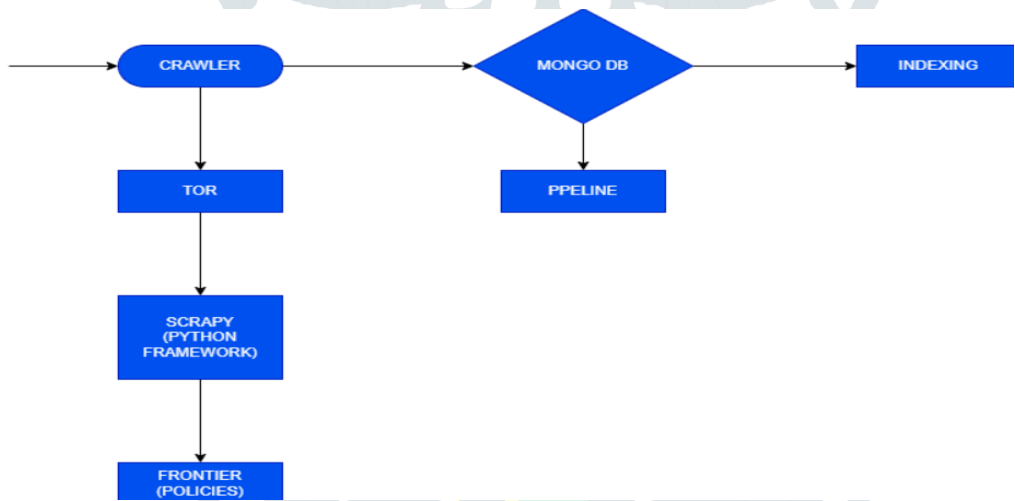 CRAWLER
MONGO DB
INDEXING
TOR
PPELINE
SCRAPY
(PYTHON
FRAMEWORK)
FRONTIER
(POLICIES)